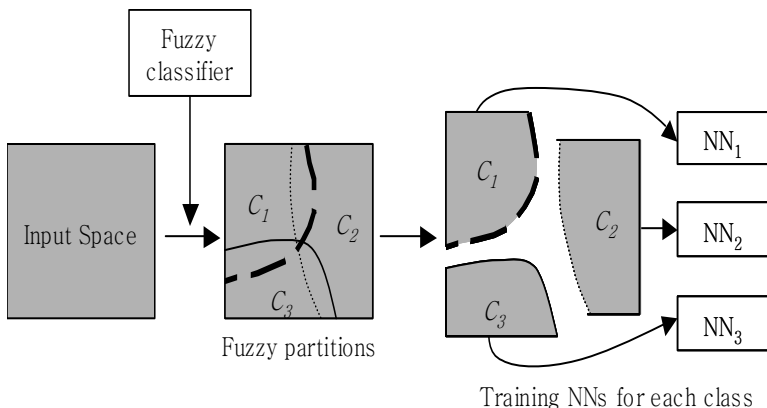 Fuzzy
classifier
Input Space
C₁
C₂
C₃
Fuzzy partitions
C₁
C₂
C₃
NN₁
NN₂
NN₃
Training NNs for each class